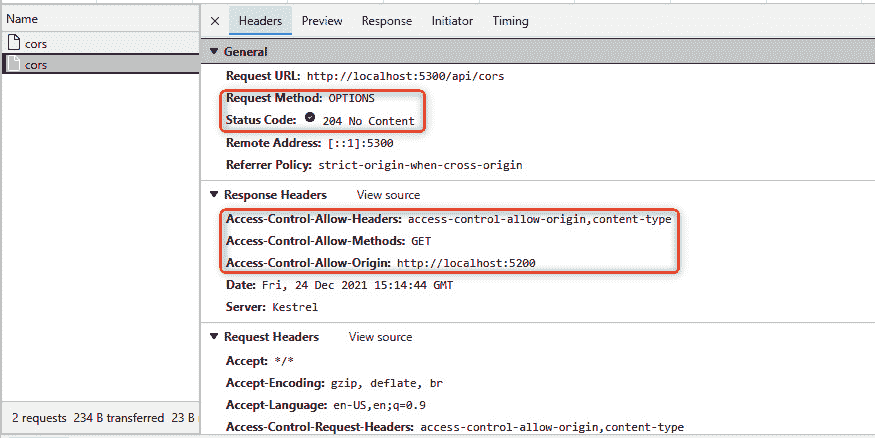 Name
cors
cors
2 requests 234 B transferred 23 B
× Headers Preview Response Initiator Timing
▼ General
Request URL: http://localhost:5300/api/cors
Request Method: OPTIONS
Status Code: 204 No Content
Remote Address: [::1]:5300
Referrer Policy: strict-origin-when-cross-origin
▼ Response Headers View source
Access-Control-Allow-Headers: access-control-allow-origin,content-type
Access-Control-Allow-Methods: GET
Access-Control-Allow-Origin: http://localhost:5200
Date: Fri, 24 Dec 2021 15:14:44 GMT
Server: Kestrel
▼ Request Headers View source
Accept: */*
Accept-Encoding: gzip, deflate, br
Accept-Language: en-US,en;q=0.9
Access-Control-Request-Headers: access-control-allow-origin,content-type